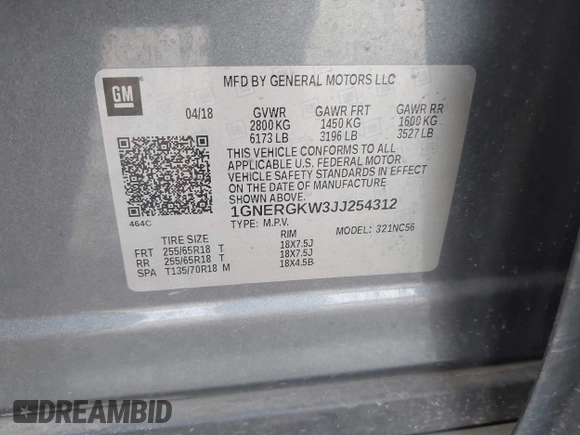 GM
MFD BY GENERAL MOTORS LLC
04/18 GVWR GAWR FRT GAWR RR
2800 KG 1450 KG 1600 KG
6173 LB 3196 LB 3527 LB
THIS VEHICLE CONFORMS TO ALL
APPLICABLE U.S. FEDERAL MOTOR
VEHICLE SAFETY STANDARDS IN EFFECT
ON THE DATE OF MANUFACTURE SHOWN ABOVE.
464C
1GNERGKW3JJ254312
TYPE: M.P.V. MODEL: 321NC56
TIRE SIZE RIM
FRT 255/65R18 T 18X7.5J
RR 255/65R18 T 18X7.5J
SPA T135/70R18 M 18X4.5B
DREAMBID